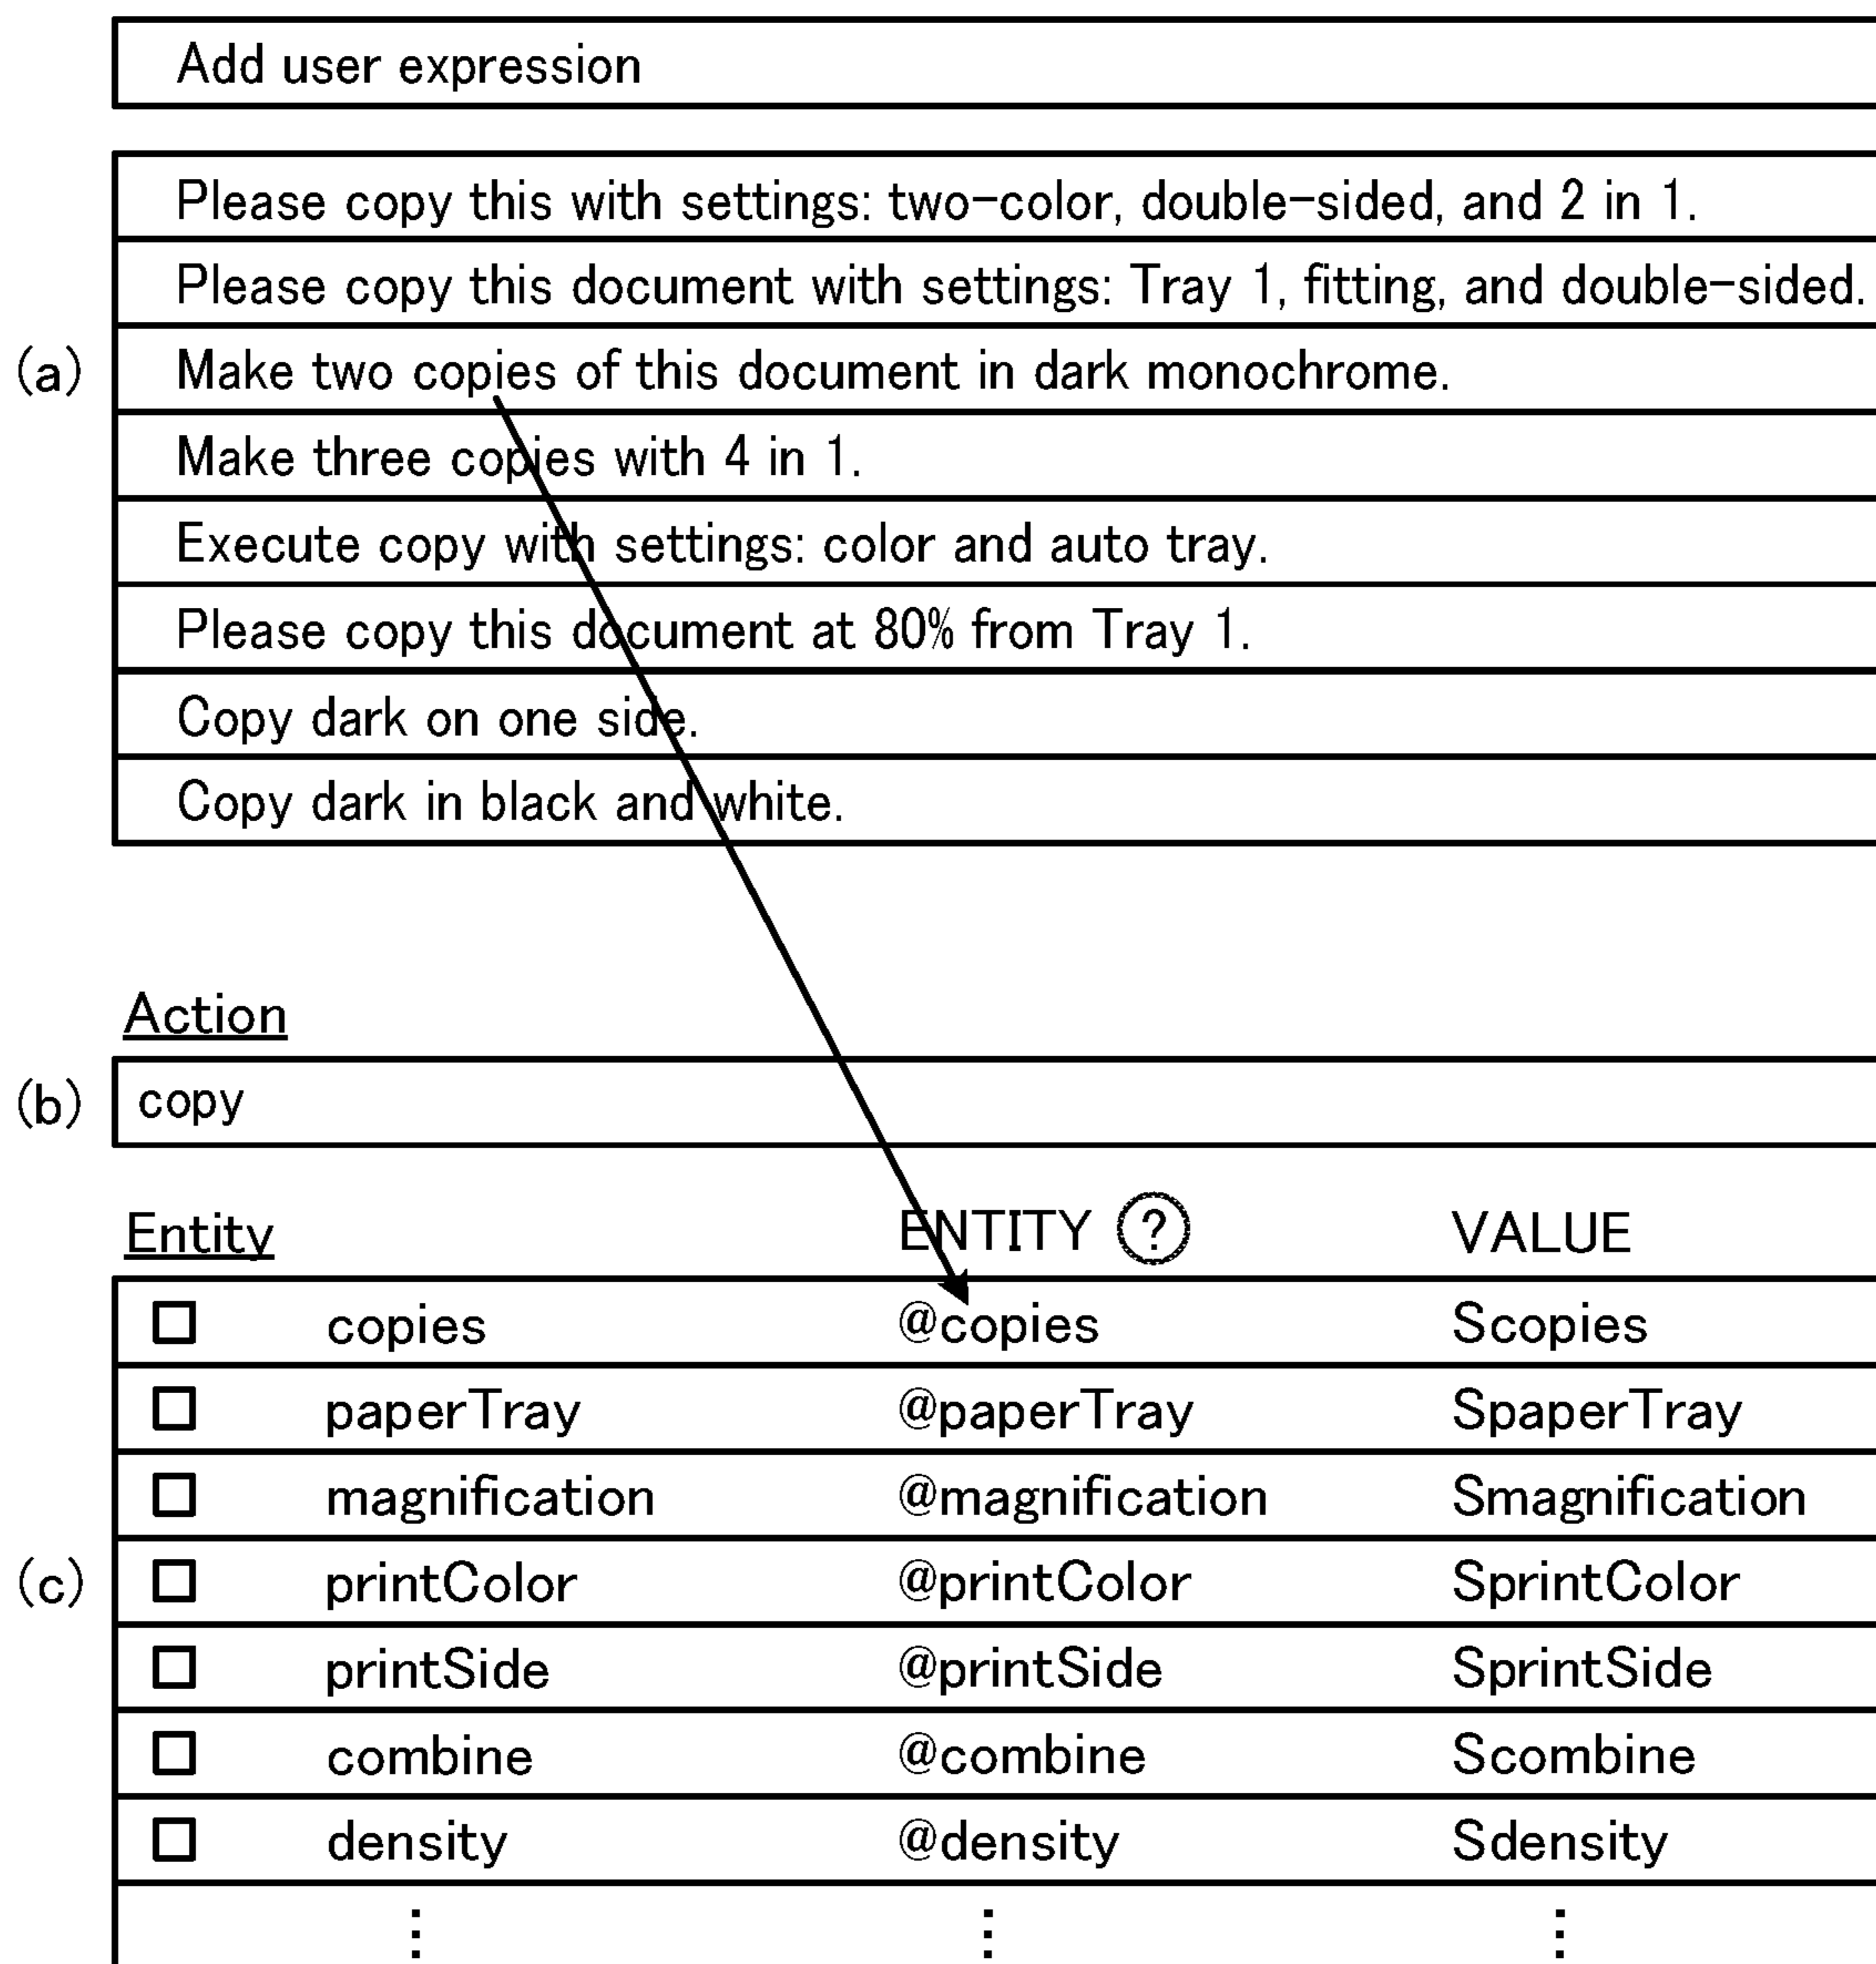 Add user expression
Please copy this with settings: two-color, double-sided, and 2 in 1.
Please copy this document with settings: Tray 1, fitting, and double-sided.
(a) Make two copies of this document in dark monochrome.
Make three copies with 4 in 1.
Execute copy with settings: color and auto tray.
Please copy this document at 80% from Tray 1.
Copy dark on one side.
Copy dark in black and white.
Action
(b) copy
Entity ENTITY ? VALUE
copies @copies Scopies
paperTray @paperTray SpaperTray
magnification @magnification Smagnification
(c) printColor @printColor SprintColor
printSide @printSide SprintSide
combine @combine Scombine
density @density Sdensity
⋮ ⋮ ⋮